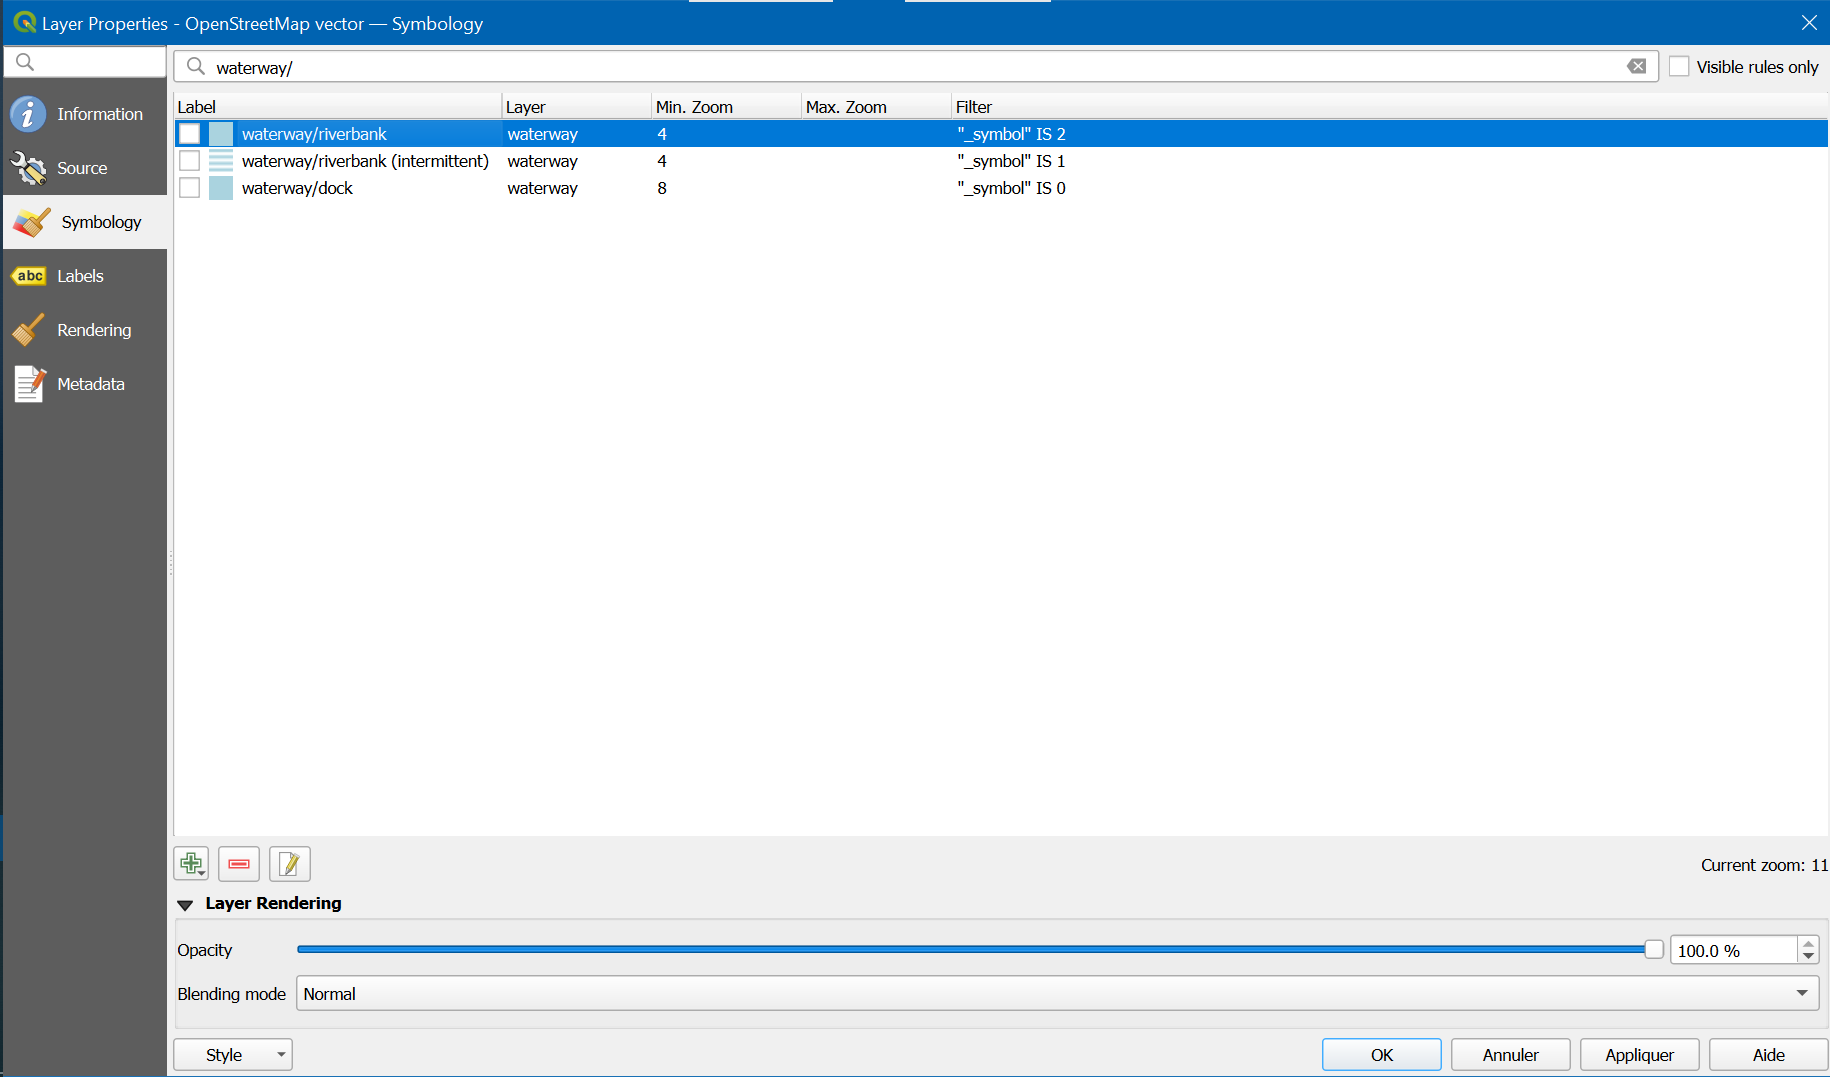 Layer Properties - OpenStreetMap vector — Symbology
waterway/
Visible rules only
Information
Source
Symbology
abc Labels
Rendering
Metadata
Label Layer Min. Zoom Max. Zoom Filter
waterway/riverbank waterway 4 "_symbol" IS 2
waterway/riverbank (intermittent) waterway 4 "_symbol" IS 1
waterway/dock waterway 8 "_symbol" IS 0
Current zoom: 11
Layer Rendering
Opacity 100.0 %
Blending mode Normal
Style OK Annuler Appliquer Aide